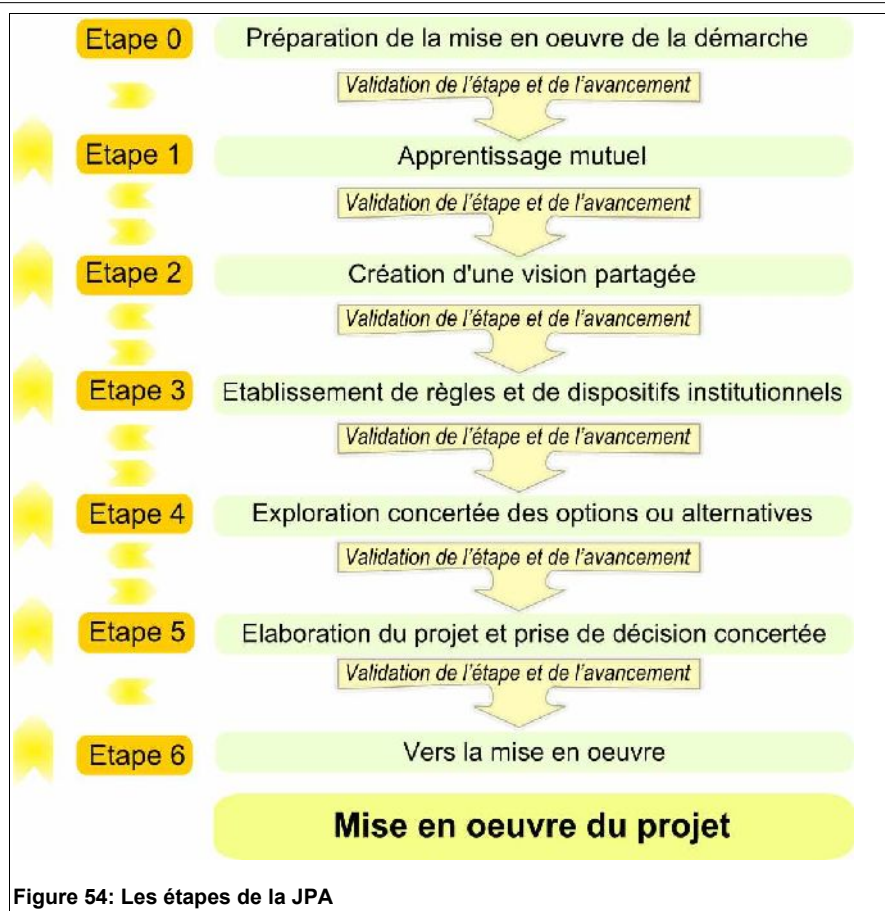 Etape 0 Préparation de la mise en oeuvre de la démarche
Validation de l'étape et de l'avancement
Etape 1 Apprentissage mutuel
Validation de l'étape et de l'avancement
Etape 2 Création d'une vision partagée
Validation de l'étape et de l'avancement
Etape 3 Etablissement de règles et de dispositifs institutionnels
Validation de l'étape et de l'avancement
Etape 4 Exploration concertée des options ou alternatives
Validation de l'étape et de l'avancement
Etape 5 Elaboration du projet et prise de décision concertée
Validation de l'étape et de l'avancement
Etape 6 Vers la mise en oeuvre
Mise en oeuvre du projet
Figure 54: Les étapes de la JPA